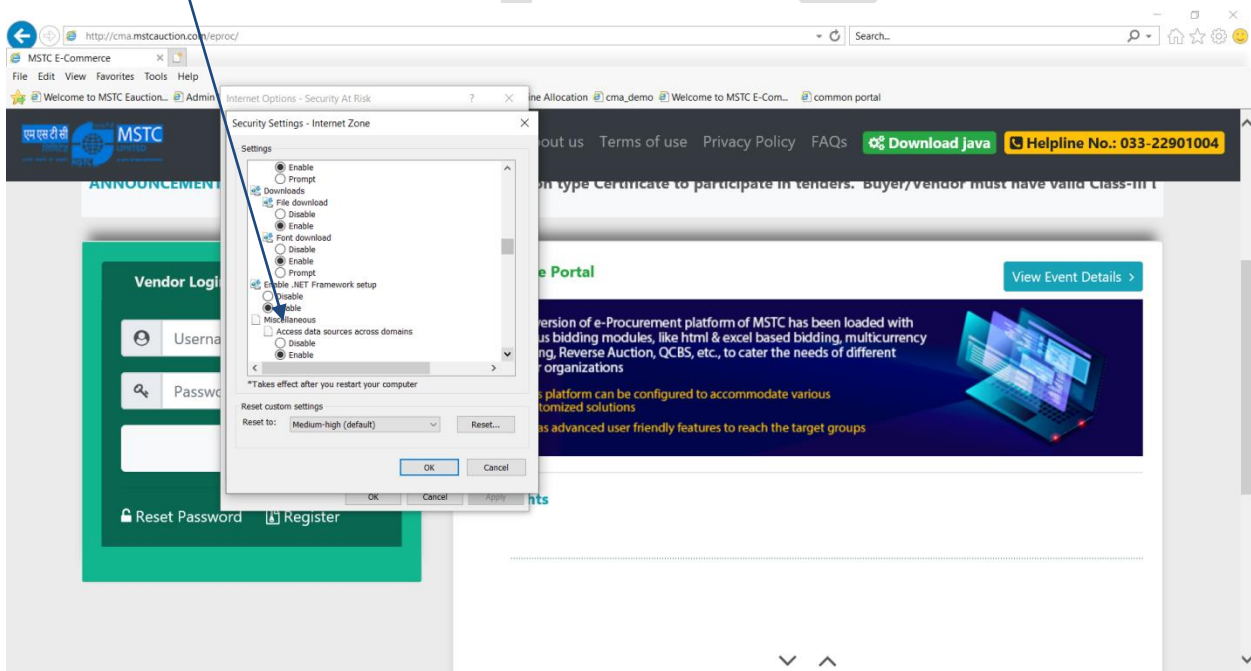 http://cma.mstcauction.com/eproc/
Search...
MSTC E-Commerce
File Edit View Favorites Tools Help
Welcome to MSTC Eauction... Admin
ine Allocation cma_demo Welcome to MSTC E-Com... common portal
Internet Options - Security At Risk ? ×
एम एस टी सी
MSTC
LIMITED
out us Terms of use Privacy Policy FAQs Download java Helpline No.: 033-22901004
ANNOUNCEMENT
on type Certificate to participate in tenders. Buyer/Vendor must have valid Class-III
Security Settings - Internet Zone
Settings
Enable
Prompt
Downloads
File download
Disable
Enable
Font download
Disable
Enable
Prompt
Enable .NET Framework setup
Disable
Enable
Miscellaneous
Access data sources across domains
Disable
Enable
*Takes effect after you restart your computer
Reset custom settings
Reset to: Medium-high (default) Reset...
OK Cancel
OK Cancel Apply
Vendor Logi
Userna
Passwo
Reset Password Register
e Portal
View Event Details >
version of e-Procurement platform of MSTC has been loaded with
us bidding modules, like html & excel based bidding, multicurrency
ng, Reverse Auction, QCBS, etc., to cater the needs of different
r organizations
s platform can be configured to accommodate various
tomized solutions
as advanced user friendly features to reach the target groups
nts